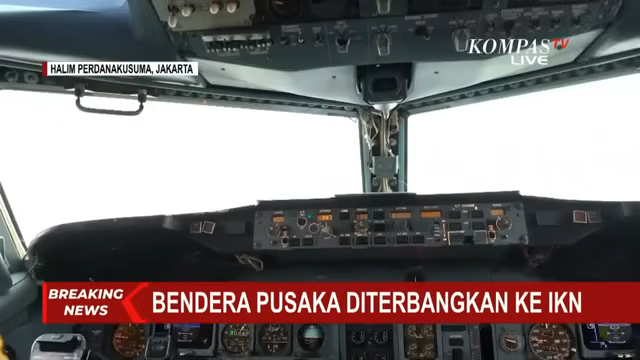 KOMPAS TV
LIVE
HALIM PERDANAKUSUMA, JAKARTA
BREAKING
NEWS
BENDERA PUSAKA DITERBANGKAN KE IKN